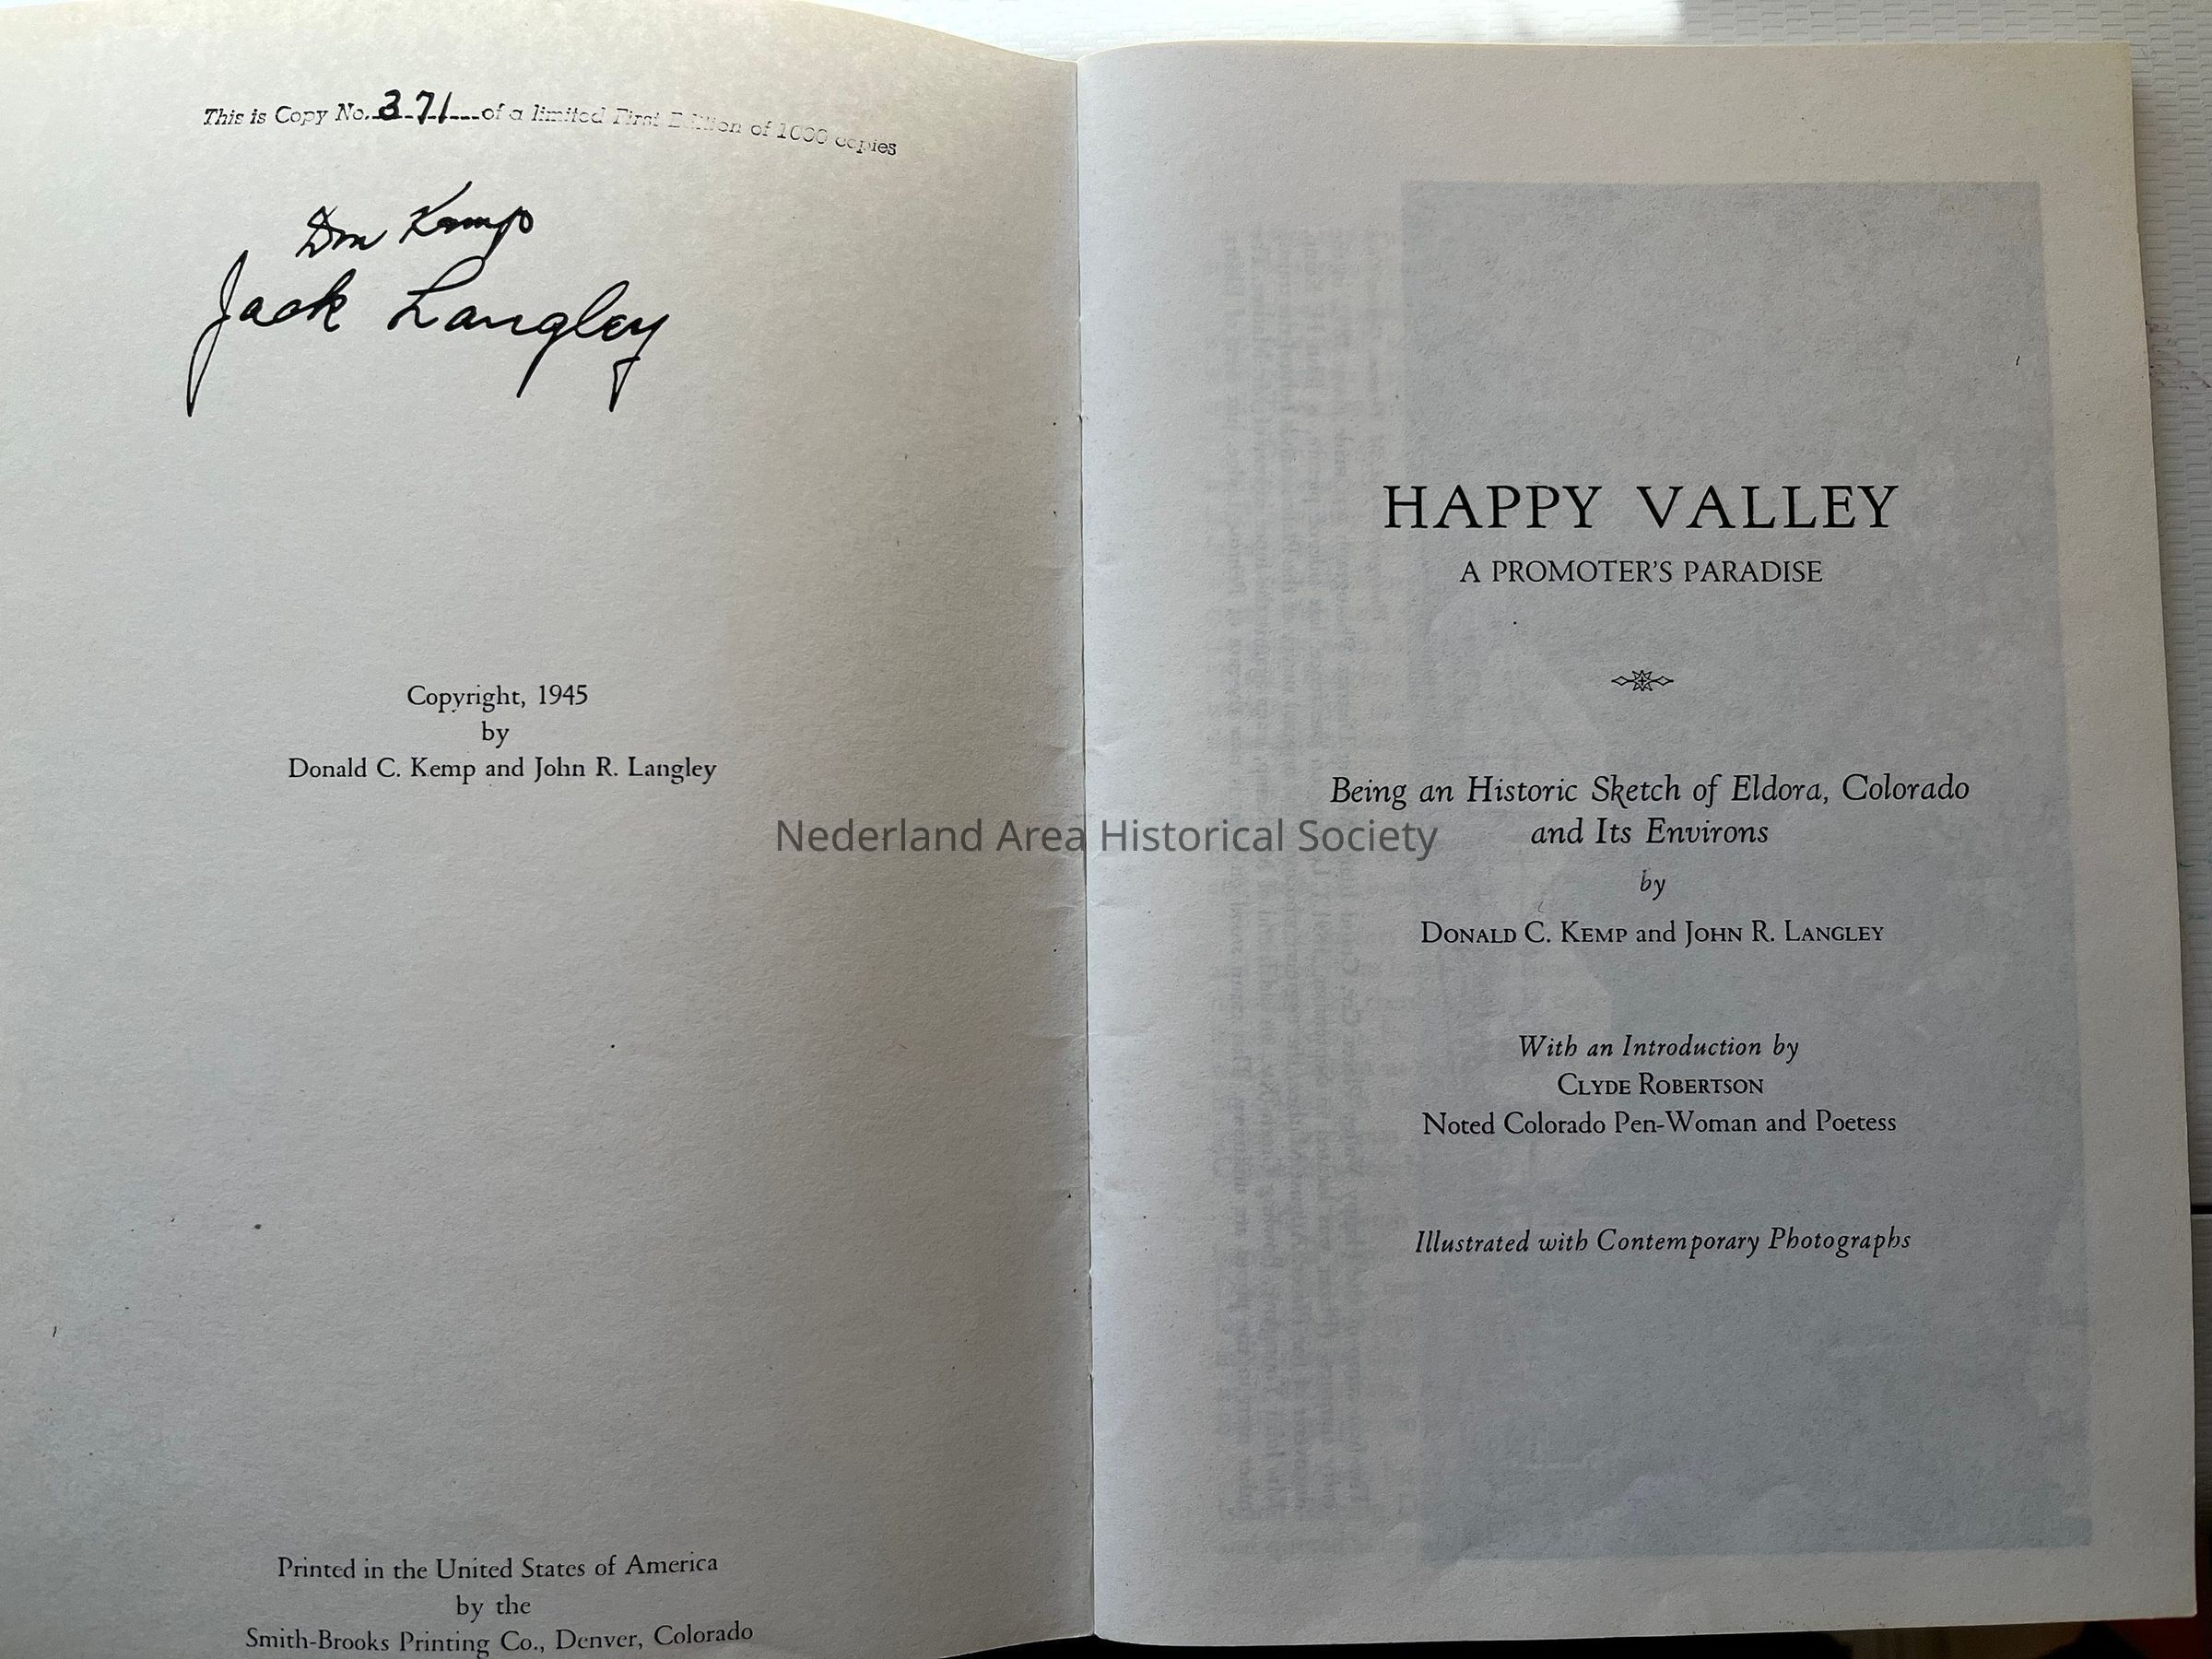 This is Copy No. 371 of a limited First Edition of 1000 copies
Don Kemp
Jack Langley
Copyright, 1945
by
Donald C. Kemp and John R. Langley
Printed in the United States of America
by the
Smith-Brooks Printing Co., Denver, Colorado
HAPPY VALLEY
A PROMOTER'S PARADISE
Being an Historic Sketch of Eldora, Colorado
and Its Environs
by
DONALD C. KEMP and JOHN R. LANGLEY
With an Introduction by
CLYDE ROBERTSON
Noted Colorado Pen-Woman and Poetess
Illustrated with Contemporary Photographs
Nederland Area Historical Society